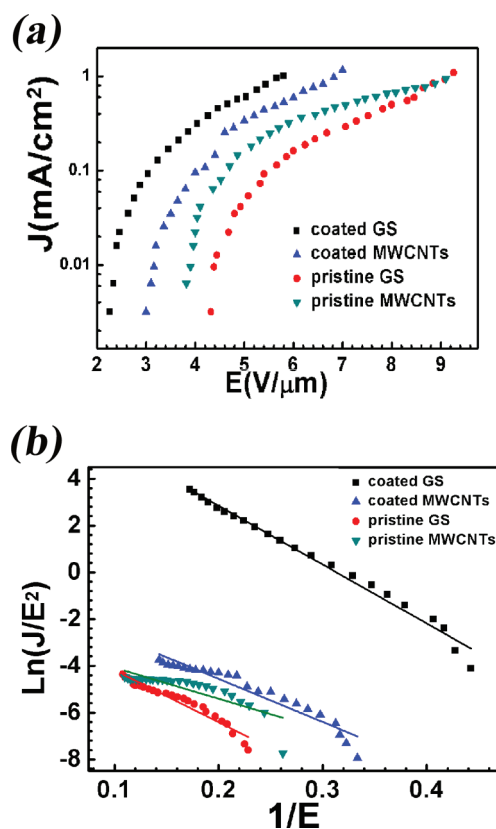 (a)
J(mA/cm²)
1
0.1
0.01
coated GS
coated MWCNTs
pristine GS
pristine MWCNTs
2 3 4 5 6 7 8 9
E(V/μm)
(b)
Ln(J/E²)
4
2
0
-2
-4
-6
-8
coated GS
coated MWCNTs
pristine GS
pristine MWCNTs
0.1 0.2 0.3 0.4
1/E